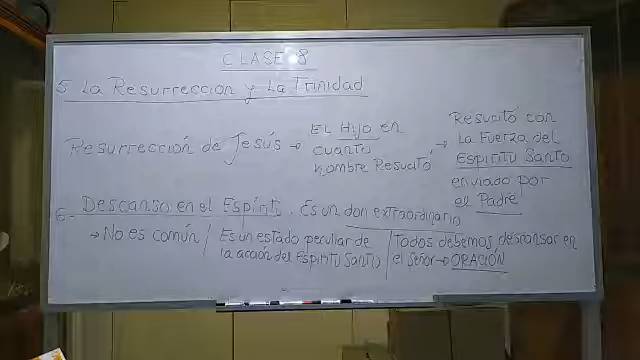 CLASE 8
5 La Resurrección y La Trinidad
Resurrección de Jesús → EL Hijo en cuanto hombre Resucitó → Resucitó con La Fuerza del Espíritu Santo enviado por el Padre
6- Descanso en el Espíritu. Es un don extraordinario
→ No es común / Es un estado peculiar de la acción del Espíritu Santo / Todos debemos descansar en el Señor → ORACIÓN